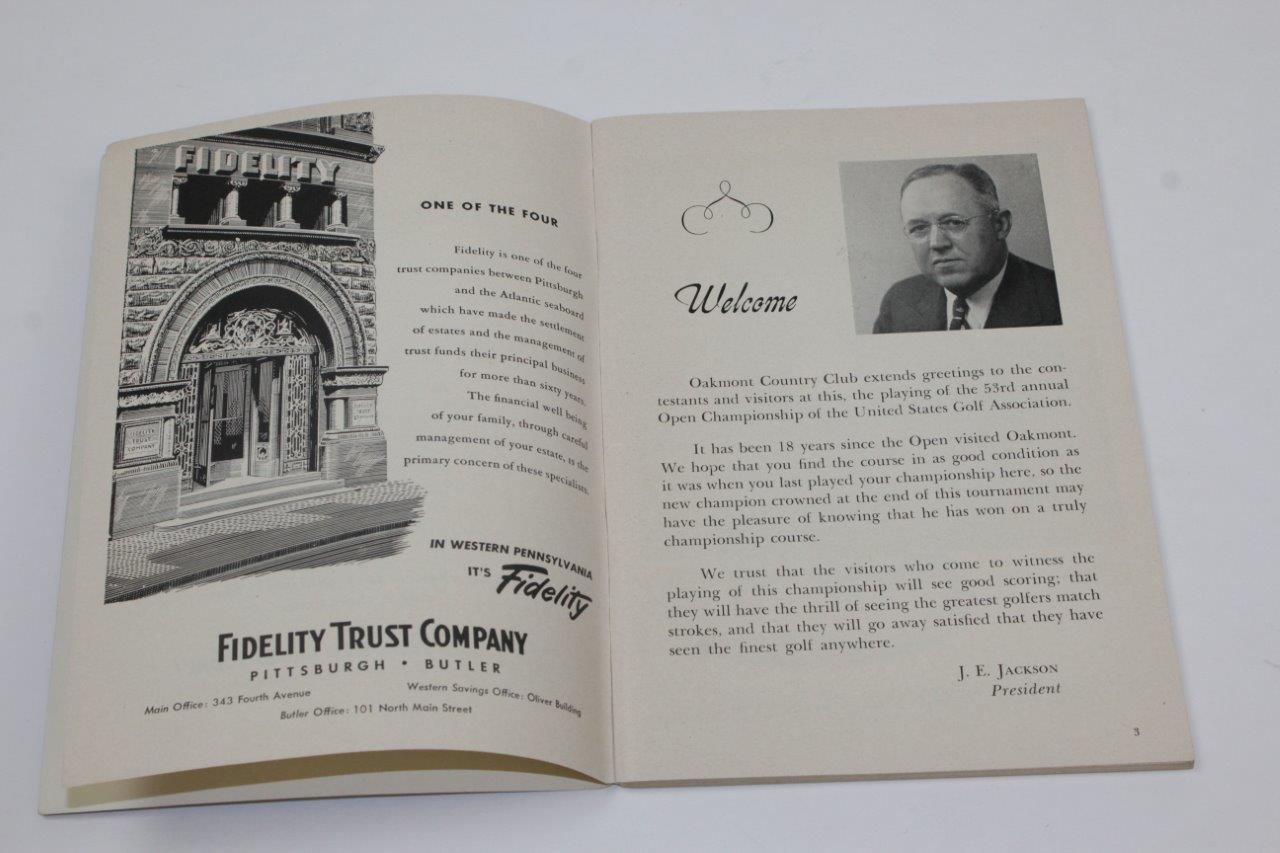 FIDELITY
FIDELITY
TRUST
COMPANY
FIDELITY
TRUST
COMPANY
ONE OF THE FOUR
Fidelity is one of the four
trust companies between Pittsburgh
and the Atlantic seaboard
which have made the settlement
of estates and the management of
trust funds their principal business
for more than sixty years.
The financial well being
of your family, through careful
management of your estate, is the
primary concern of these specialists.
IN WESTERN PENNSYLVANIA
IT'S Fidelity
FIDELITY TRUST COMPANY
PITTSBURGH • BUTLER
Main Office: 343 Fourth Avenue Western Savings Office: Oliver Building
Butler Office: 101 North Main Street
Welcome
Oakmont Country Club extends greetings to the con-
testants and visitors at this, the playing of the 53rd annual
Open Championship of the United States Golf Association.
It has been 18 years since the Open visited Oakmont.
We hope that you find the course in as good condition as
it was when you last played your championship here, so the
new champion crowned at the end of this tournament may
have the pleasure of knowing that he has won on a truly
championship course.
We trust that the visitors who come to witness the
playing of this championship will see good scoring; that
they will have the thrill of seeing the greatest golfers match
strokes, and that they will go away satisfied that they have
seen the finest golf anywhere.
J. E. JACKSON
President
3